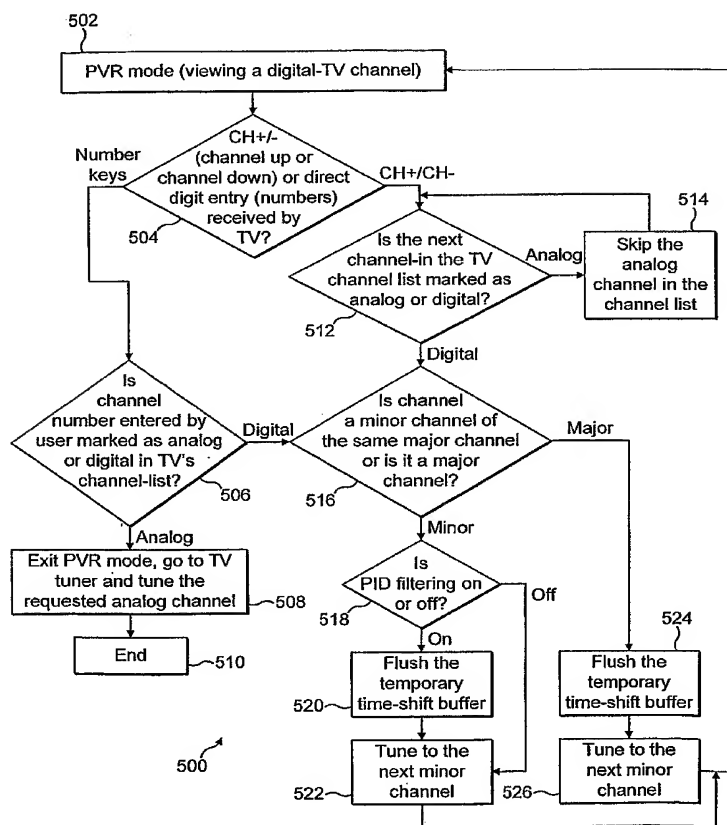 502
PVR mode (viewing a digital-TV channel)
CH+/-
(channel up or
channel down) or direct
digit entry (numbers)
received by
TV?
504
Number
keys
CH+/CH-
514
Is the next
channel-in the TV
channel list marked as
analog or digital?
512
Analog
Skip the
analog
channel in the
channel list
Digital
Is
channel
number entered by
user marked as analog
or digital in TV's
channel-list?
506
Digital
Is channel
a minor channel of
the same major channel
or is it a major
channel?
516
Major
Analog
Minor
Exit PVR mode, go to TV
tuner and tune the
requested analog channel
508
End
510
Is
PID filtering on
or off?
518
Off
On
524
Flush the
temporary
time-shift buffer
520
Flush the
temporary
time-shift buffer
Tune to the
next minor
channel
522
Tune to the
next minor
channel
526
500